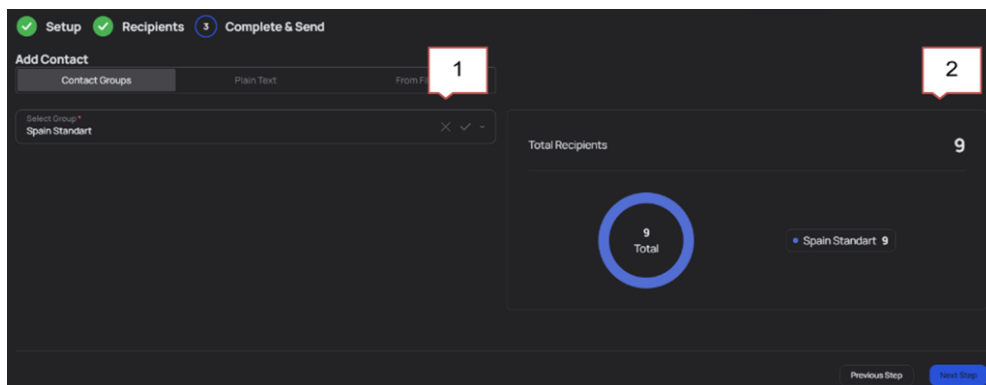 Setup Recipients 3 Complete & Send
Add Contact
1
2
Contact Groups Plain Text From
Select Group *
Spain Standart
Total Recipients 9
9
Total
Spain Standart 9
Previous Step Next Step